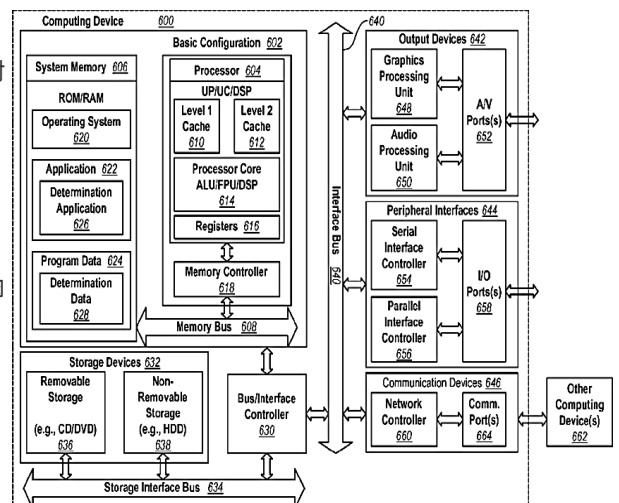 Computing Device 600
640
Basic Configuration 602
System Memory 606
ROM/RAM
Operating System
620
Application 622
Determination
Application
626
Program Data 624
Determination
Data
628
Processor 604
UP/UC/DSP
Level 1
Cache
610
Level 2
Cache
612
Processor Core
ALU/FPU/DSP
614
Registers 616
Memory Controller
618
Memory Bus 608
Interface Bus 640
Output Devices 642
Graphics
Processing
Unit
648
Audio
Processing
Unit
650
A/V
Ports(s)
652
Peripheral Interfaces 644
Serial
Interface
Controller
654
Parallel
Interface
Controller
656
I/O
Ports(s)
658
Communication Devices 646
Network
Controller
660
Comm.
Port(s)
664
Other
Computing
Device(s)
662
Storage Devices 632
Removable
Storage
(e.g., CD/DVD)
636
Non-
Removable
Storage
(e.g., HDD)
638
Bus/Interface
Controller
630
Storage Interface Bus 634